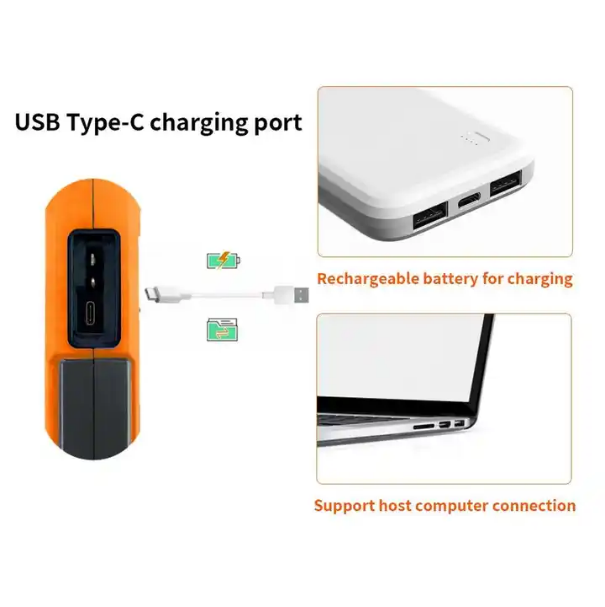 USB Type-C charging port
Rechargeable battery for charging
Support host computer connection